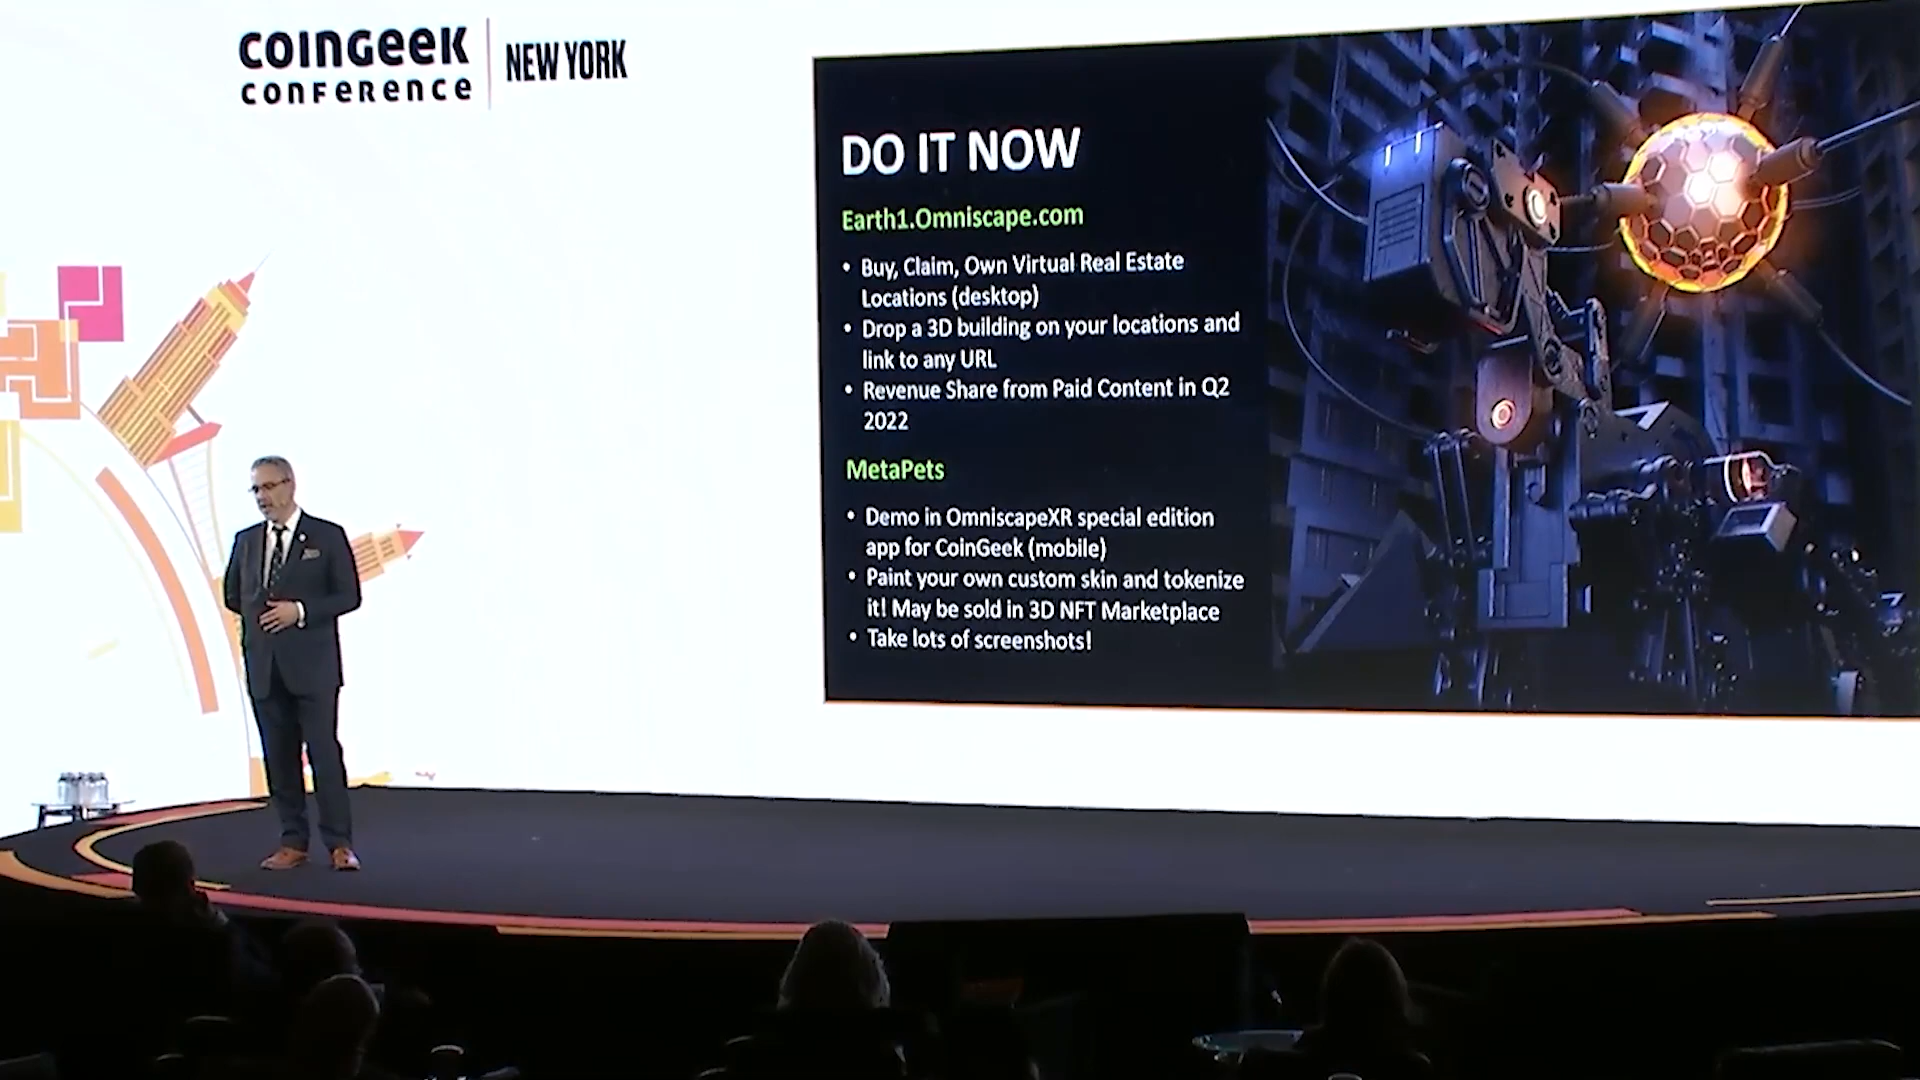 COINGEEK
CONFERENCE
NEW YORK
DO IT NOW
Earth1.Omniscape.com
• Buy, Claim, Own Virtual Real Estate
Locations (desktop)
• Drop a 3D building on your locations and
link to any URL
• Revenue Share from Paid Content in Q2
2022
MetaPets
• Demo in OmniscapeXR special edition
app for CoinGeek (mobile)
• Paint your own custom skin and tokenize
it! May be sold in 3D NFT Marketplace
• Take lots of screenshots!